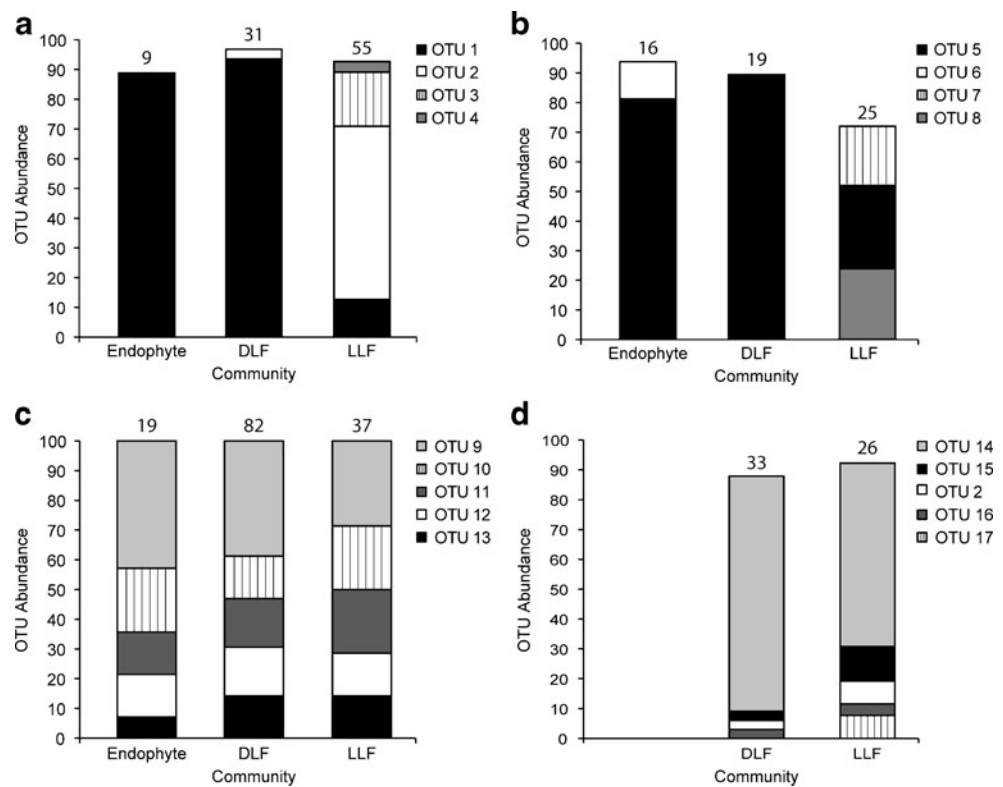 a
OTU Abundance
100
90
80
70
60
50
40
30
20
10
0
9
31
55
Endophyte DLF LLF
Community
OTU 1
OTU 2
OTU 3
OTU 4
b
OTU Abundance
100
90
80
70
60
50
40
30
20
10
0
16
19
25
Endophyte DLF LLF
Community
OTU 5
OTU 6
OTU 7
OTU 8
c
OTU Abundance
100
90
80
70
60
50
40
30
20
10
0
19
82
37
Endophyte DLF LLF
Community
OTU 9
OTU 10
OTU 11
OTU 12
OTU 13
d
OTU Abundance
100
90
80
70
60
50
40
30
20
10
0
33
26
DLF LLF
Community
OTU 14
OTU 15
OTU 2
OTU 16
OTU 17